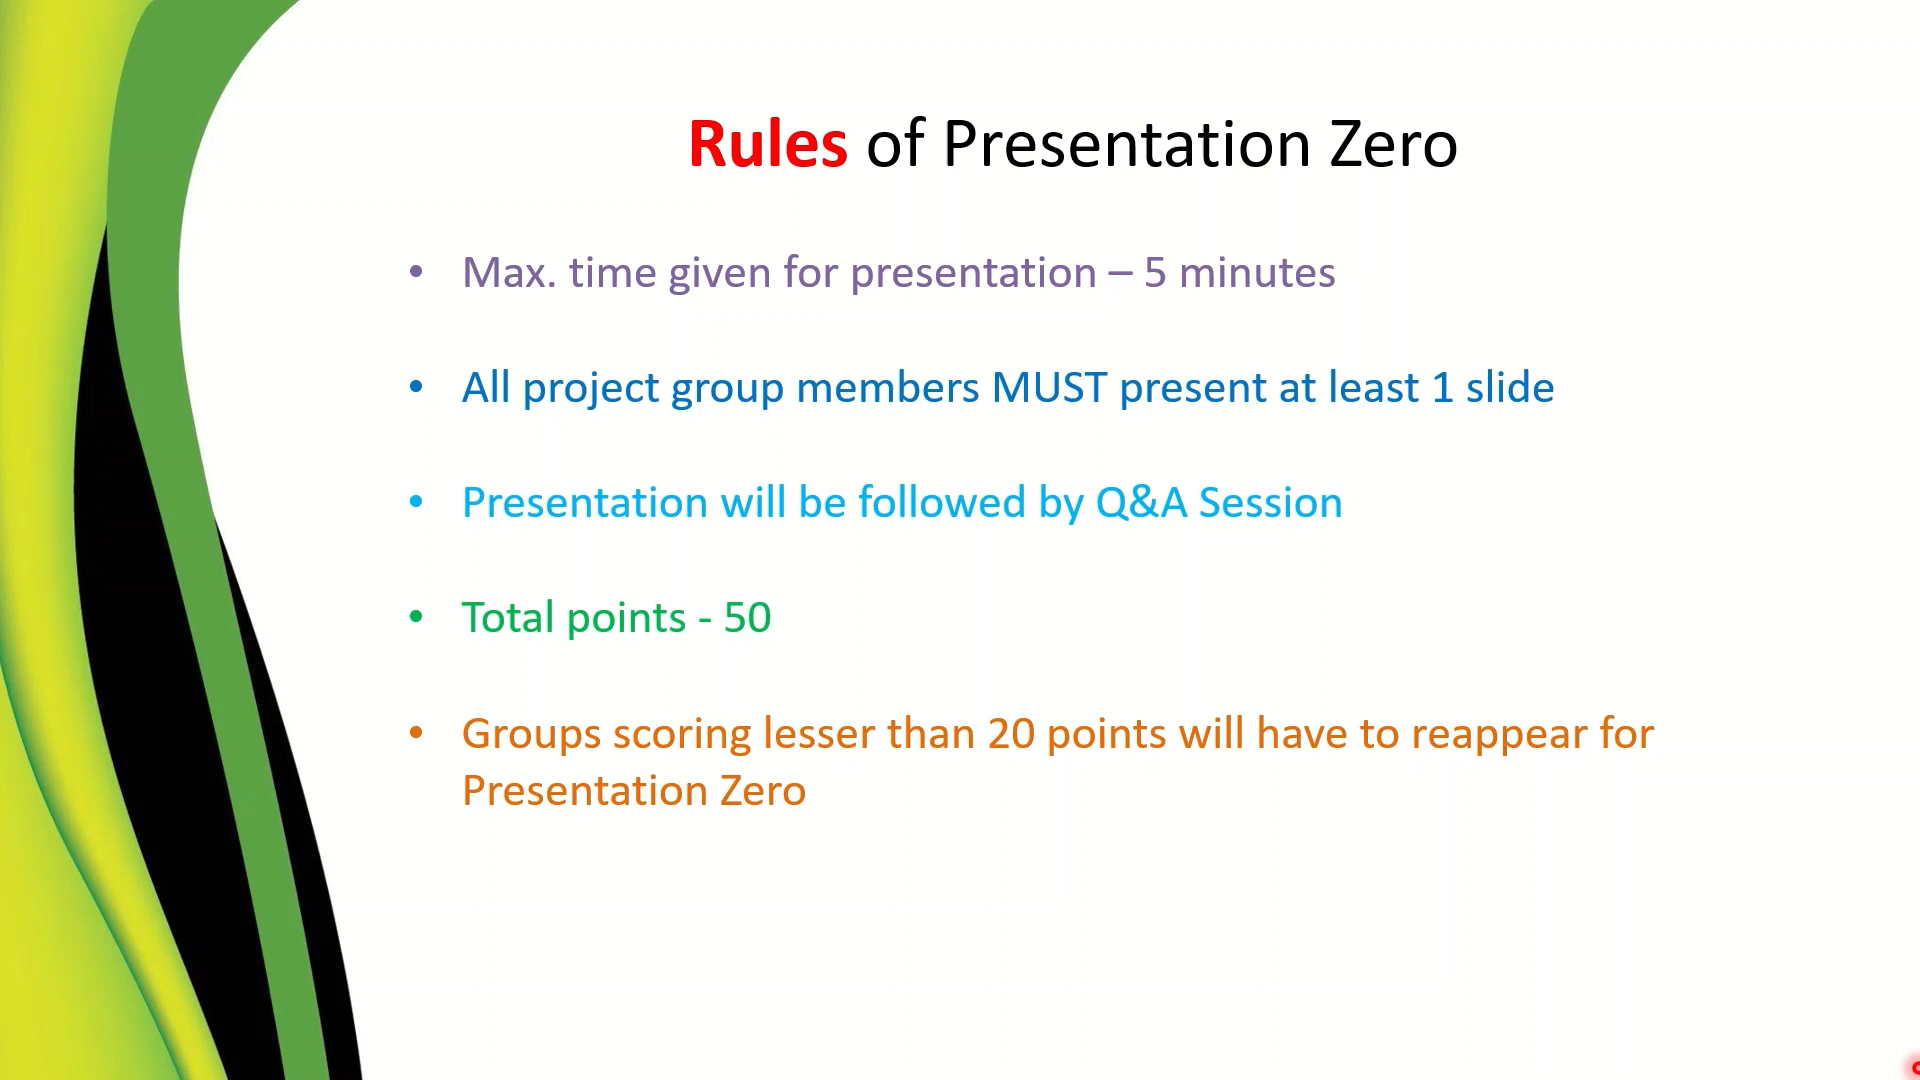 Rules of Presentation Zero
• Max. time given for presentation – 5 minutes
• All project group members MUST present at least 1 slide
• Presentation will be followed by Q&A Session
• Total points - 50
• Groups scoring lesser than 20 points will have to reappear for
Presentation Zero